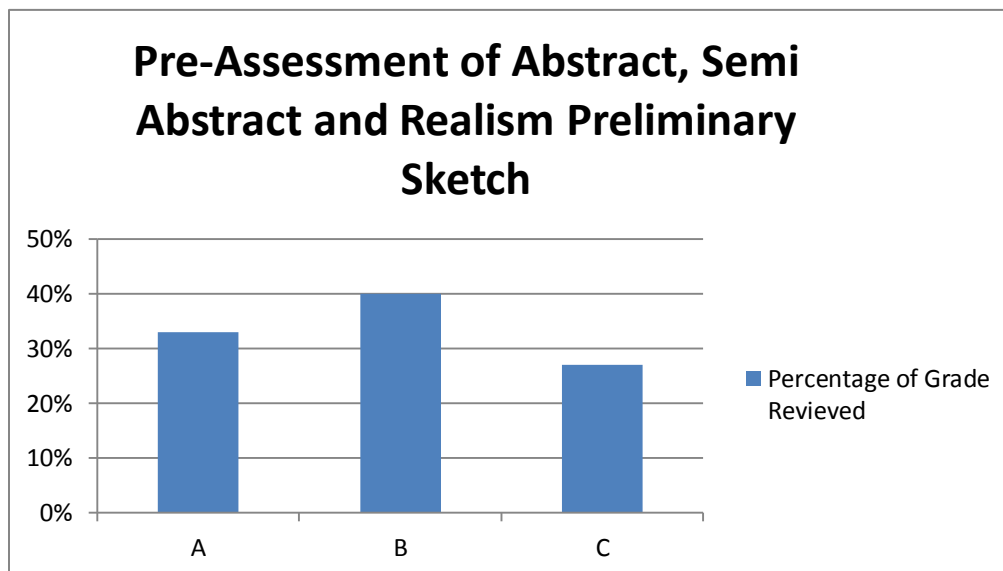 Pre-Assessment of Abstract, Semi
Abstract and Realism Preliminary
Sketch
50%
40%
30%
20%
10%
0%
A B C
Percentage of Grade
Revieved